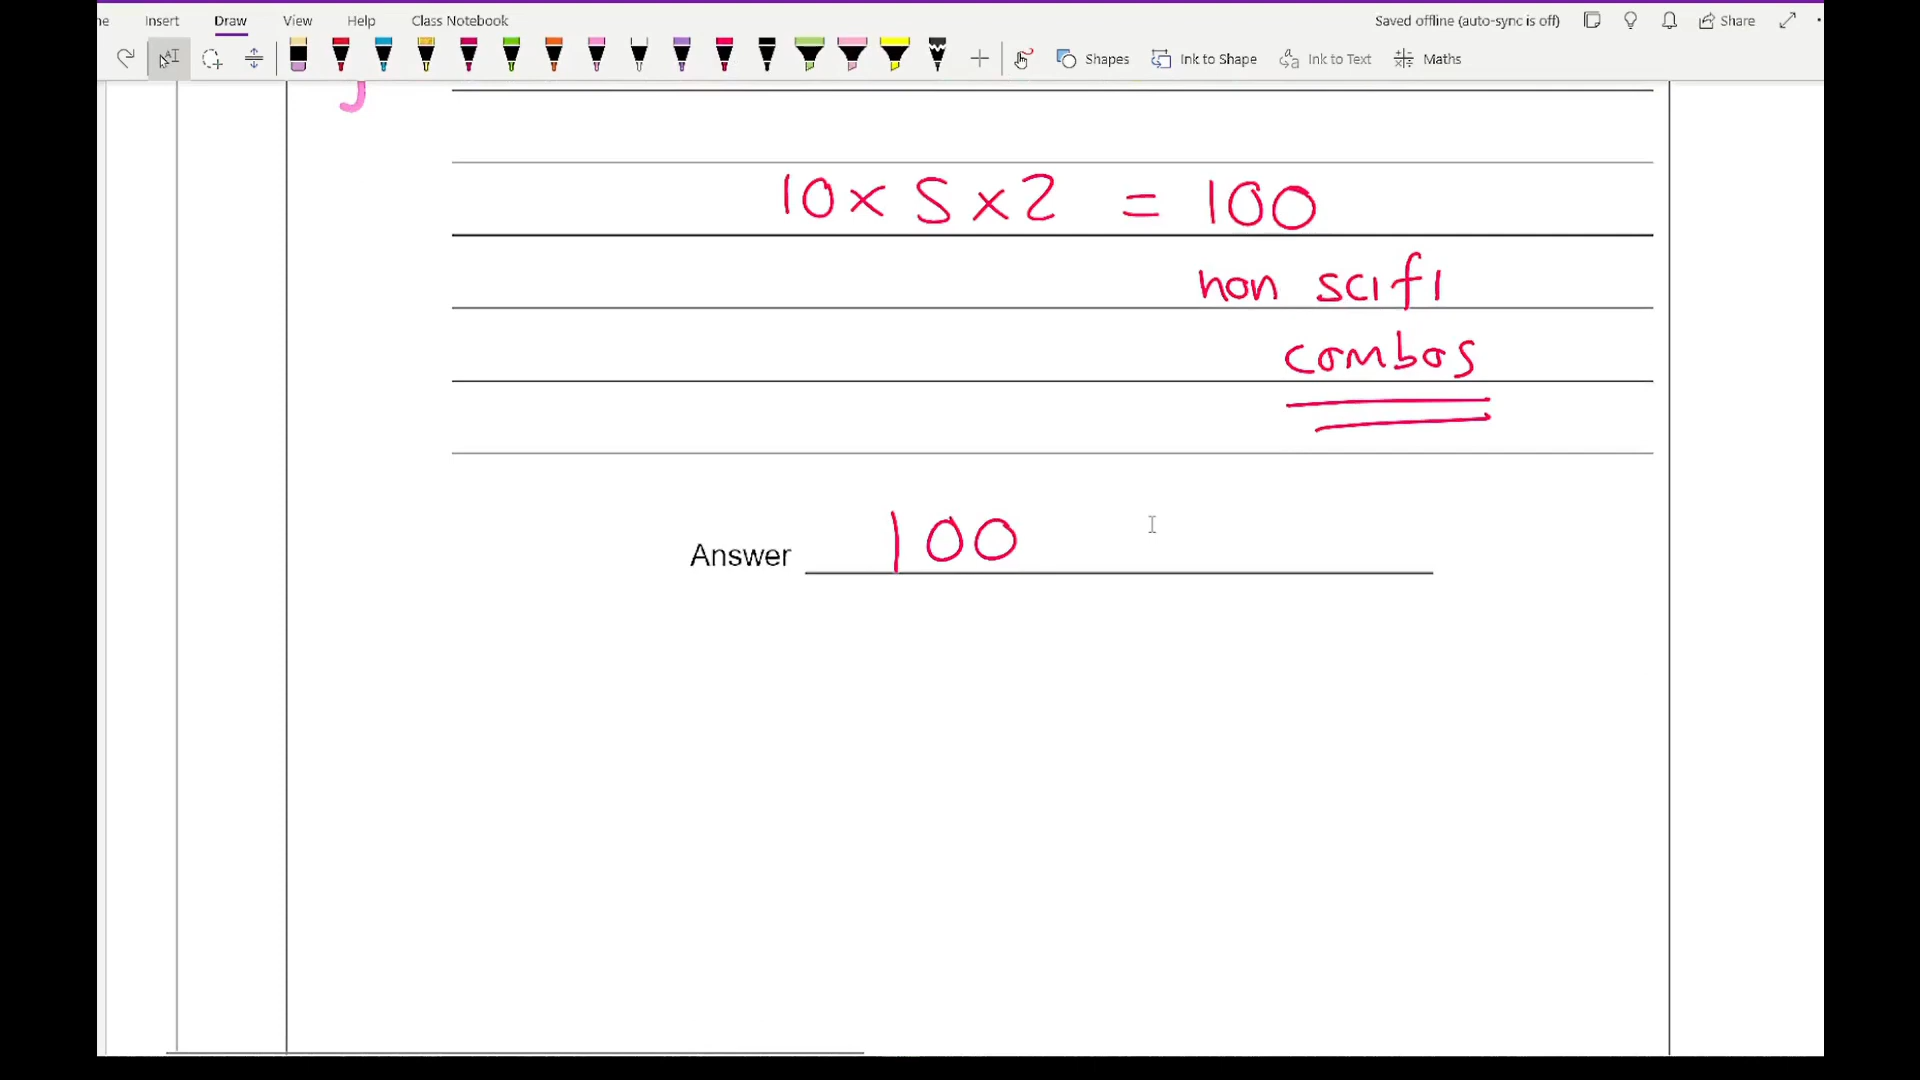 Insert Draw View Help Class Notebook Saved offline (auto-sync is off) Share
Shapes Ink to Shape Ink to Text Maths
10 x 5 x 2 = 100
non scifi
combos
Answer 100